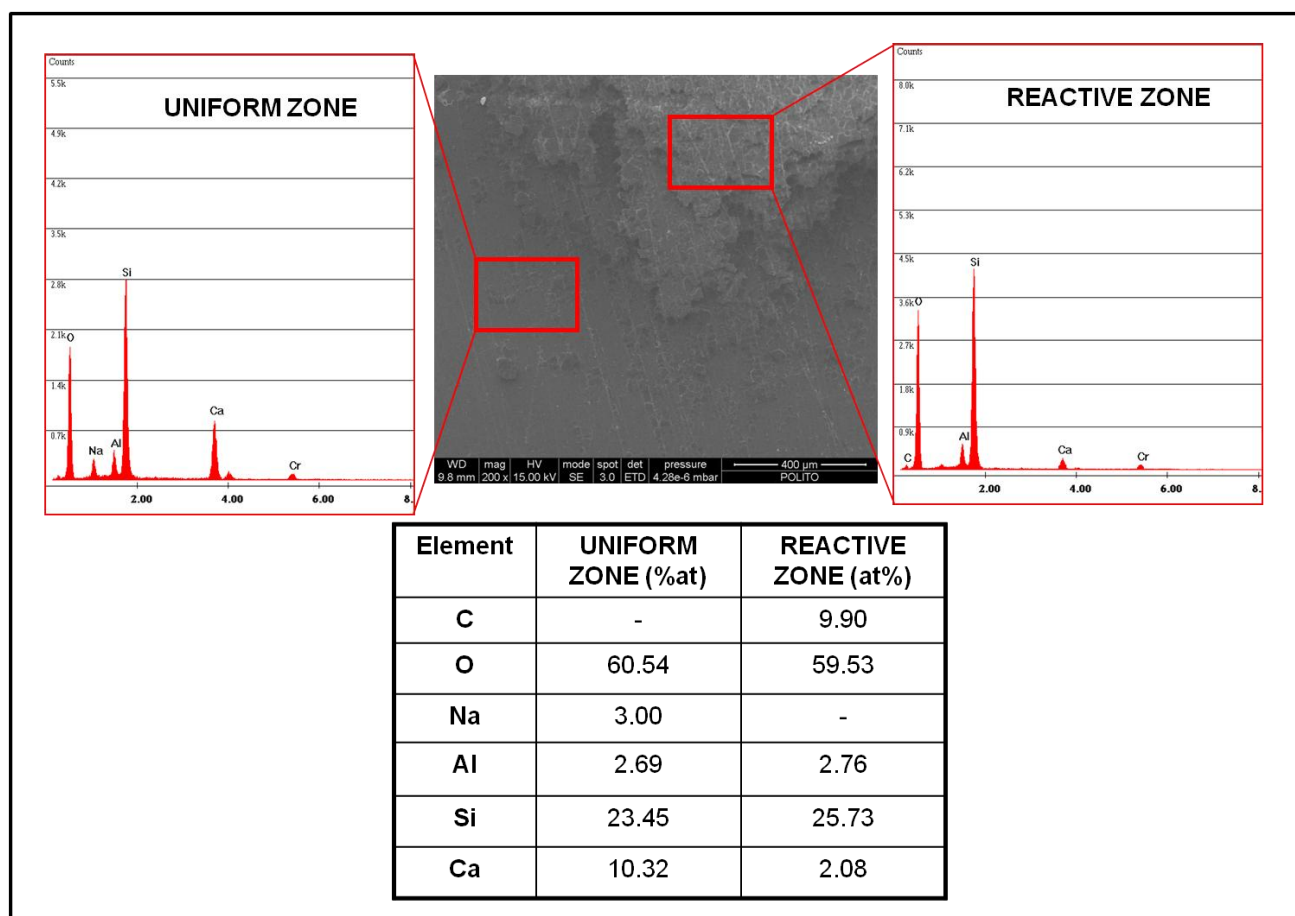 Counts
5.5k
UNIFORM ZONE
4.9k
4.2k
3.5k
Si
2.8k
2.1k
O
1.4k
Ca
0.7k
Na
Al
Cr
2.00 4.00 6.00 8.
WD mag HV mode spot det pressure 400 µm
9.8 mm 200 x 15.00 kV SE 3.0 ETD 4.28e-6 mbar POLITO
Counts
8.0k
REACTIVE ZONE
7.1k
6.2k
5.3k
4.5k
Si
3.6k
O
2.7k
1.8k
0.9k
Al
C
Ca
Cr
2.00 4.00 6.00 8.
Element UNIFORM REACTIVE
ZONE (%at) ZONE (at%)
C - 9.90
O 60.54 59.53
Na 3.00 -
Al 2.69 2.76
Si 23.45 25.73
Ca 10.32 2.08